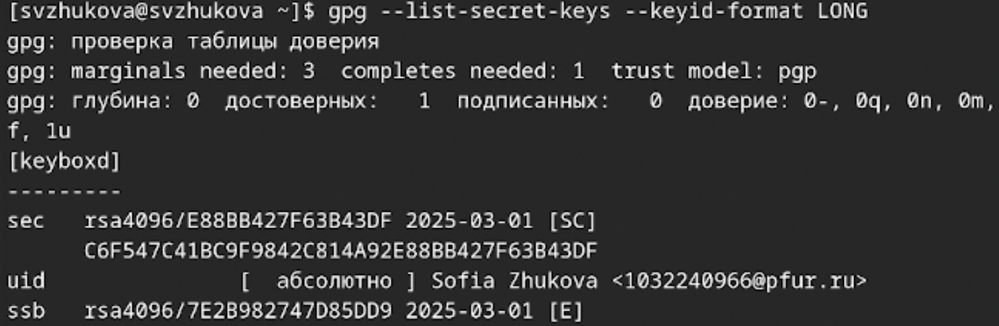 [svzhukova@svzhukova ~]$ gpg --list-secret-keys --keyid-format LONG
gpg: проверка таблицы доверия
gpg: marginals needed: 3  completes needed: 1  trust model: pgp
gpg: глубина: 0  достоверных:   1  подписанных:   0  доверие: 0-, 0q, 0n, 0m,
f, 1u
[keyboxd]
---------
sec   rsa4096/E88BB427F63B43DF 2025-03-01 [SC]
      C6F547C41BC9F9842C814A92E88BB427F63B43DF
uid               [  абсолютно ] Sofia Zhukova <1032240966@pfur.ru>
ssb   rsa4096/7E2B982747D85DD9 2025-03-01 [E]